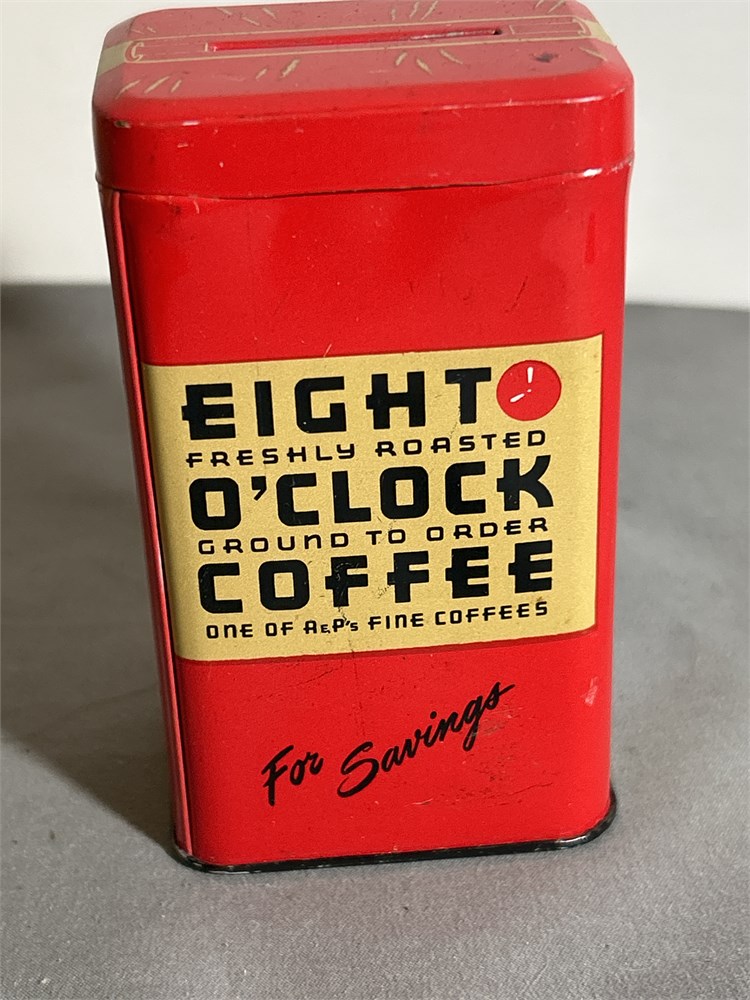 EIGHT
FRESHLY ROASTED
O'CLOCK
GROUND TO ORDER
COFFEE
ONE OF A&P's FINE COFFEES
For Savings